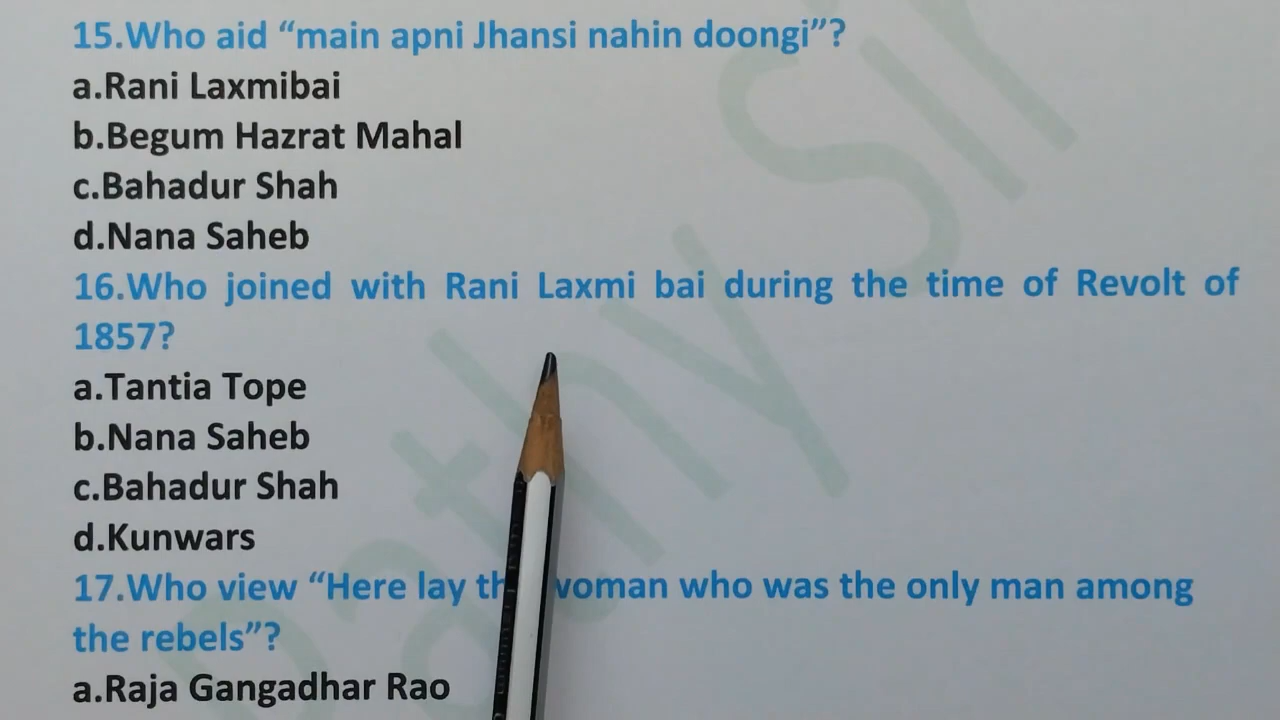 15.Who aid “main apni Jhansi nahin doongi”?
a.Rani Laxmibai
b.Begum Hazrat Mahal
c.Bahadur Shah
d.Nana Saheb
16.Who joined with Rani Laxmi bai during the time of Revolt of
1857?
a.Tantia Tope
b.Nana Saheb
c.Bahadur Shah
d.Kunwars
17.Who view “Here lay woman who was the only man among
the rebels”?
a.Raja Gangadhar Rao
Pathy Sir